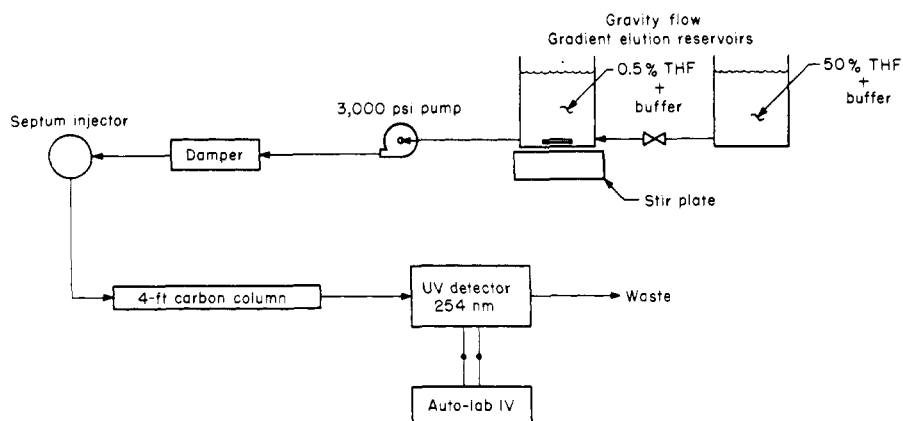 Gravity flow
Gradient elution reservoirs
0.5% THF
+
buffer
50% THF
+
buffer
3,000 psi pump
Septum injector
Damper
Stir plate
4-ft carbon column
UV detector
254 nm
Waste
Auto-lab IV